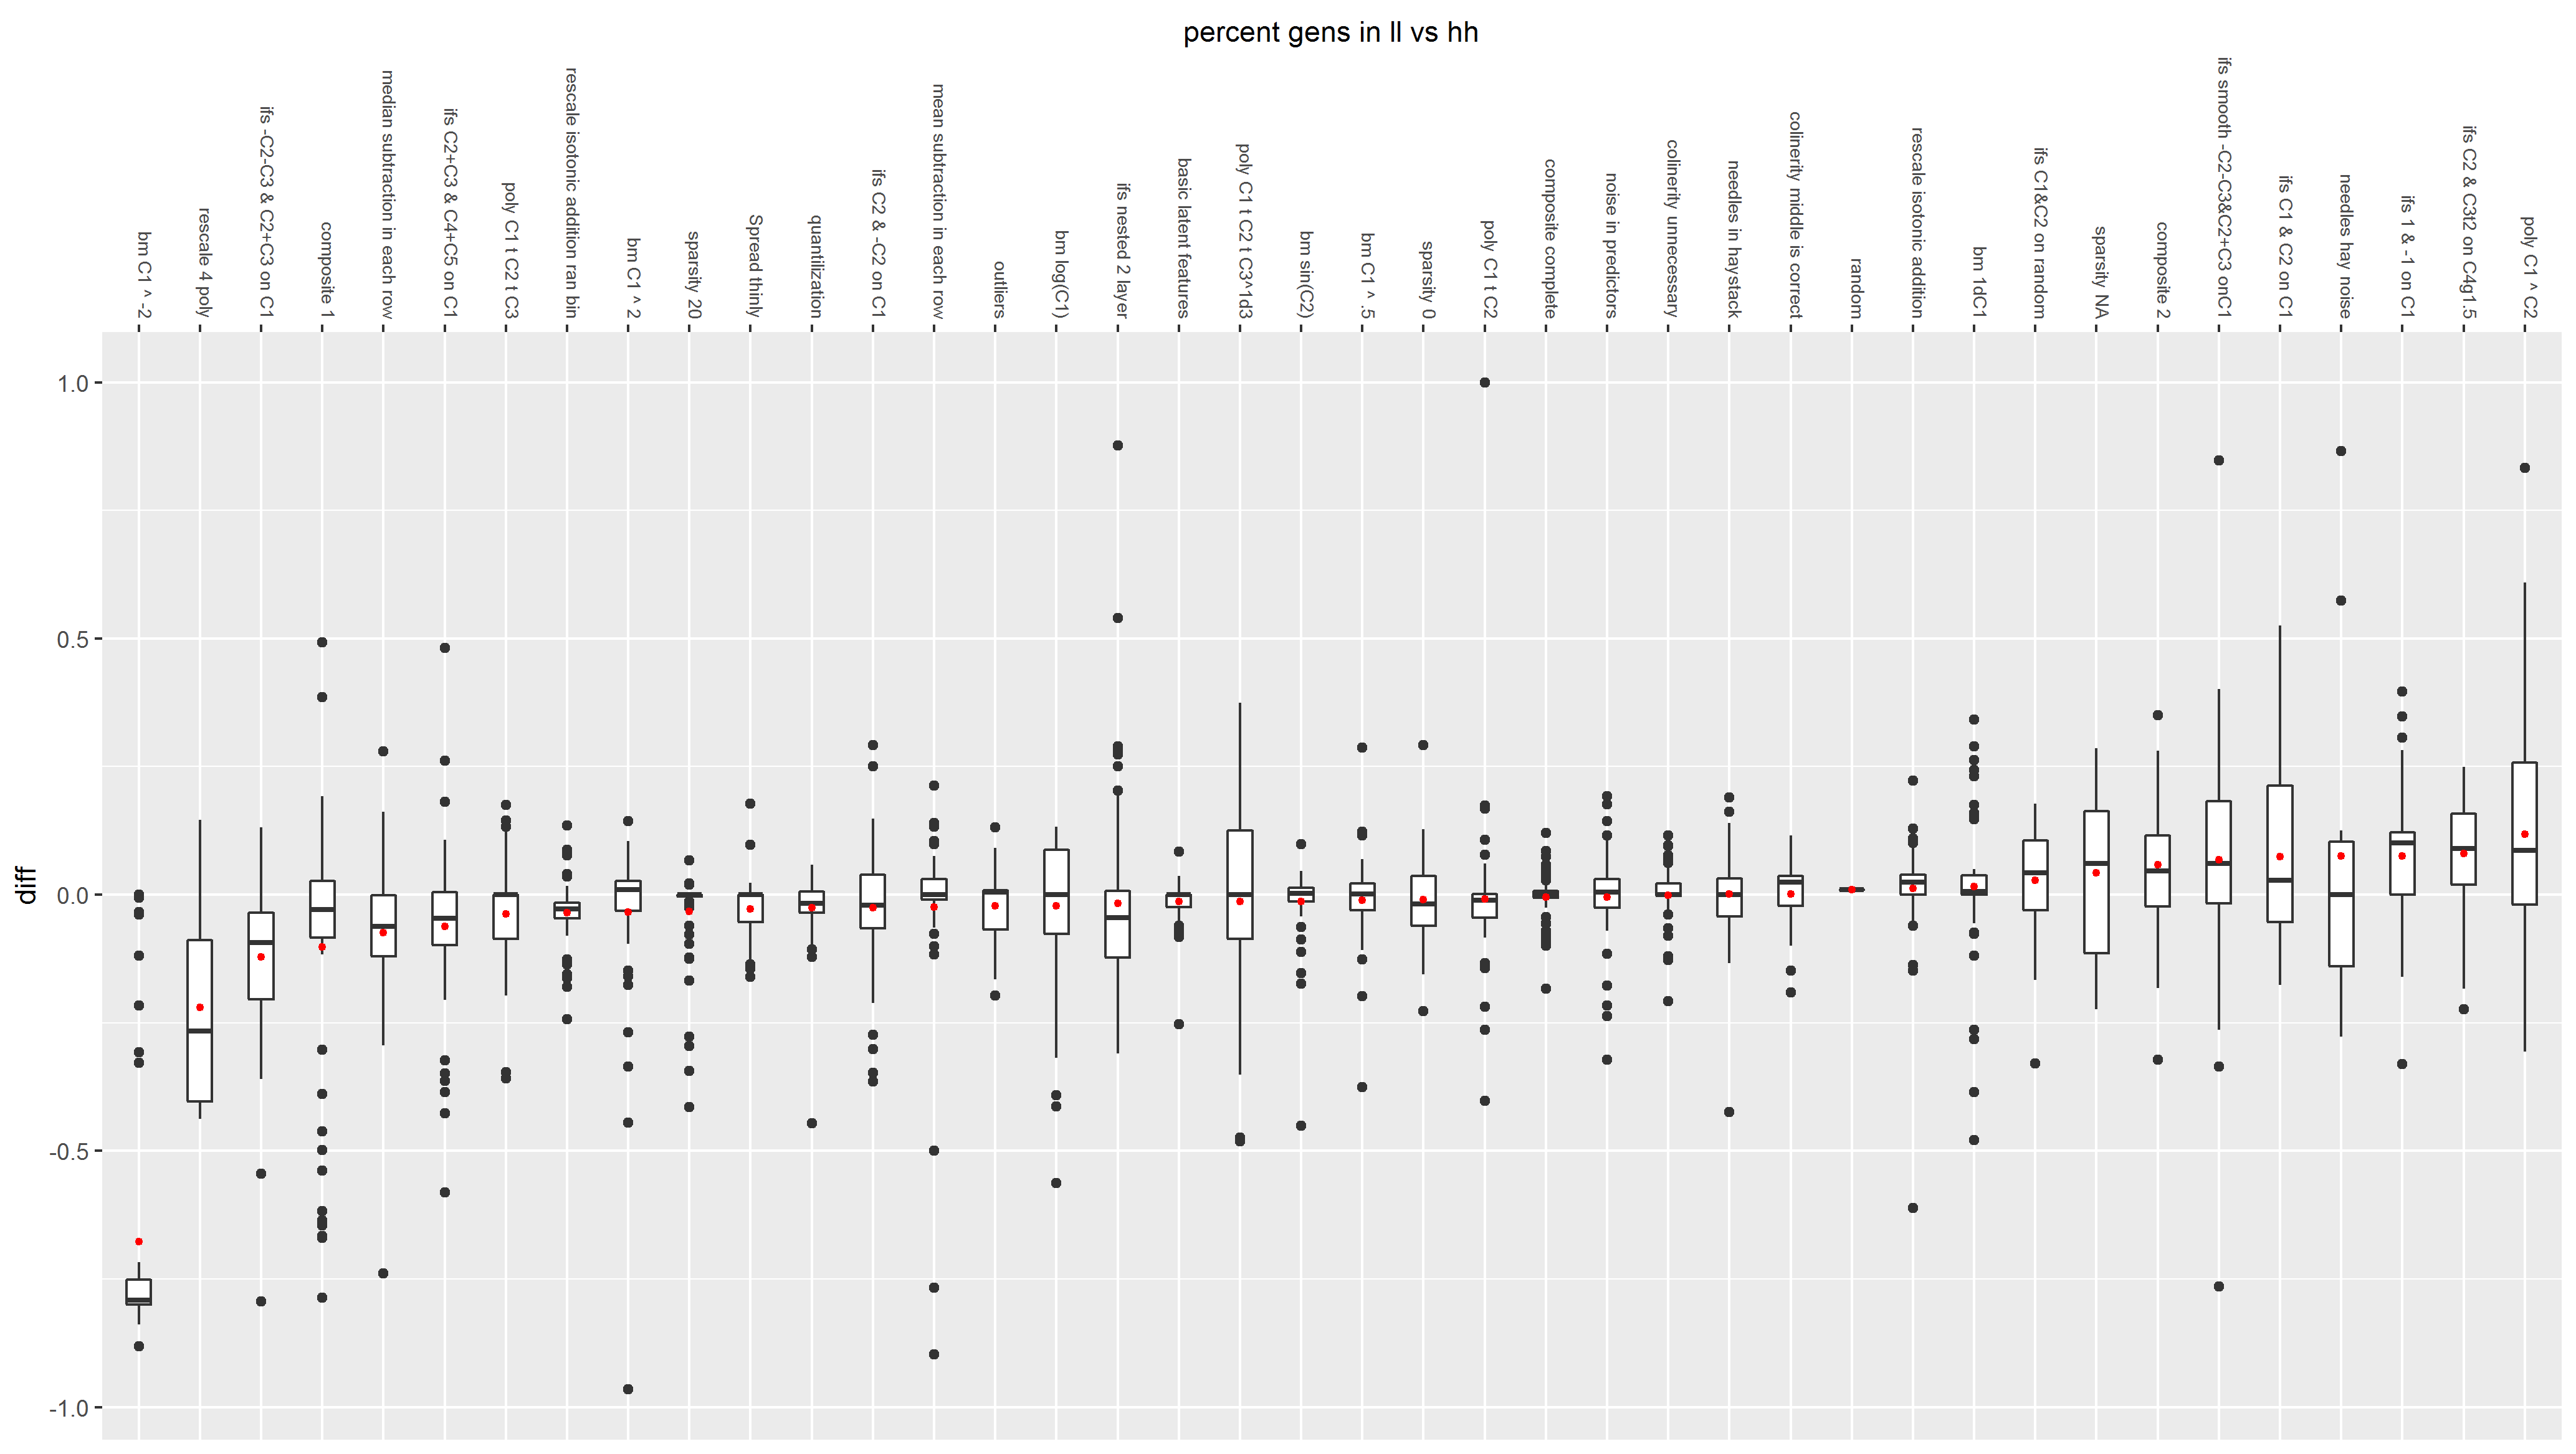 percent gens in ll vs hh
bm C1 ^ -2
rescale 4 poly
ifs -C2-C3 & C2+C3 on C1
composite 1
median subtraction in each row
ifs C2+C3 & C4+C5 on C1
poly C1 t C2 t C3
rescale isotonic addition ran bin
bm C1 ^ 2
sparsity 20
Spread thinly
quantilization
ifs C2 & -C2 on C1
mean subtraction in each row
outliers
bm log(C1)
ifs nested 2 layer
basic latent features
poly C1 t C2 t C3^1d3
bm sin(C2)
bm C1 ^ .5
sparsity 0
poly C1 t C2
composite complete
noise in predictors
colinerity unnecessary
needles in haystack
colinerity middle is correct
random
rescale isotonic addition
bm 1dC1
ifs C1&C2 on random
sparsity NA
composite 2
ifs smooth -C2-C3&C2+C3 onC1
ifs C1 & C2 on C1
needles hay noise
ifs 1 & -1 on C1
ifs C2 & C3t2 on C4g1.5
poly C1 ^ C2
1.0
0.5
0.0
-0.5
-1.0
diff